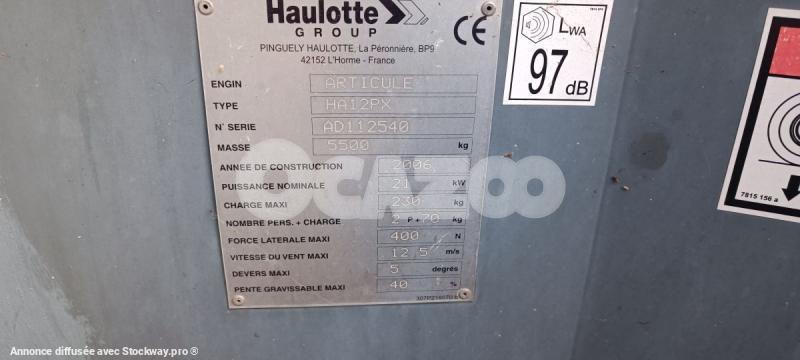 Haulotte
GROUP
PINGUELY HAULOTTE, La Péronnière, BP9
42152 L'Horme - France
CE
ENGIN ARTICULE
TYPE HA12PX
N° SERIE AD112540
MASSE 5500 kg
ANNEE DE CONSTRUCTION 2006
PUISSANCE NOMINALE 21 kW
CHARGE MAXI 230 kg
NOMBRE PERS. + CHARGE 2 P + 70 kg
FORCE LATERALE MAXI 400 N
VITESSE DU VENT MAXI 12,5 m/s
DEVERS MAXI 5 degrés
PENTE GRAVISSABLE MAXI 40 %
LWA
97 dB
7815 156 a
OCAZOO
Annonce diffusée avec Stockway.pro ®